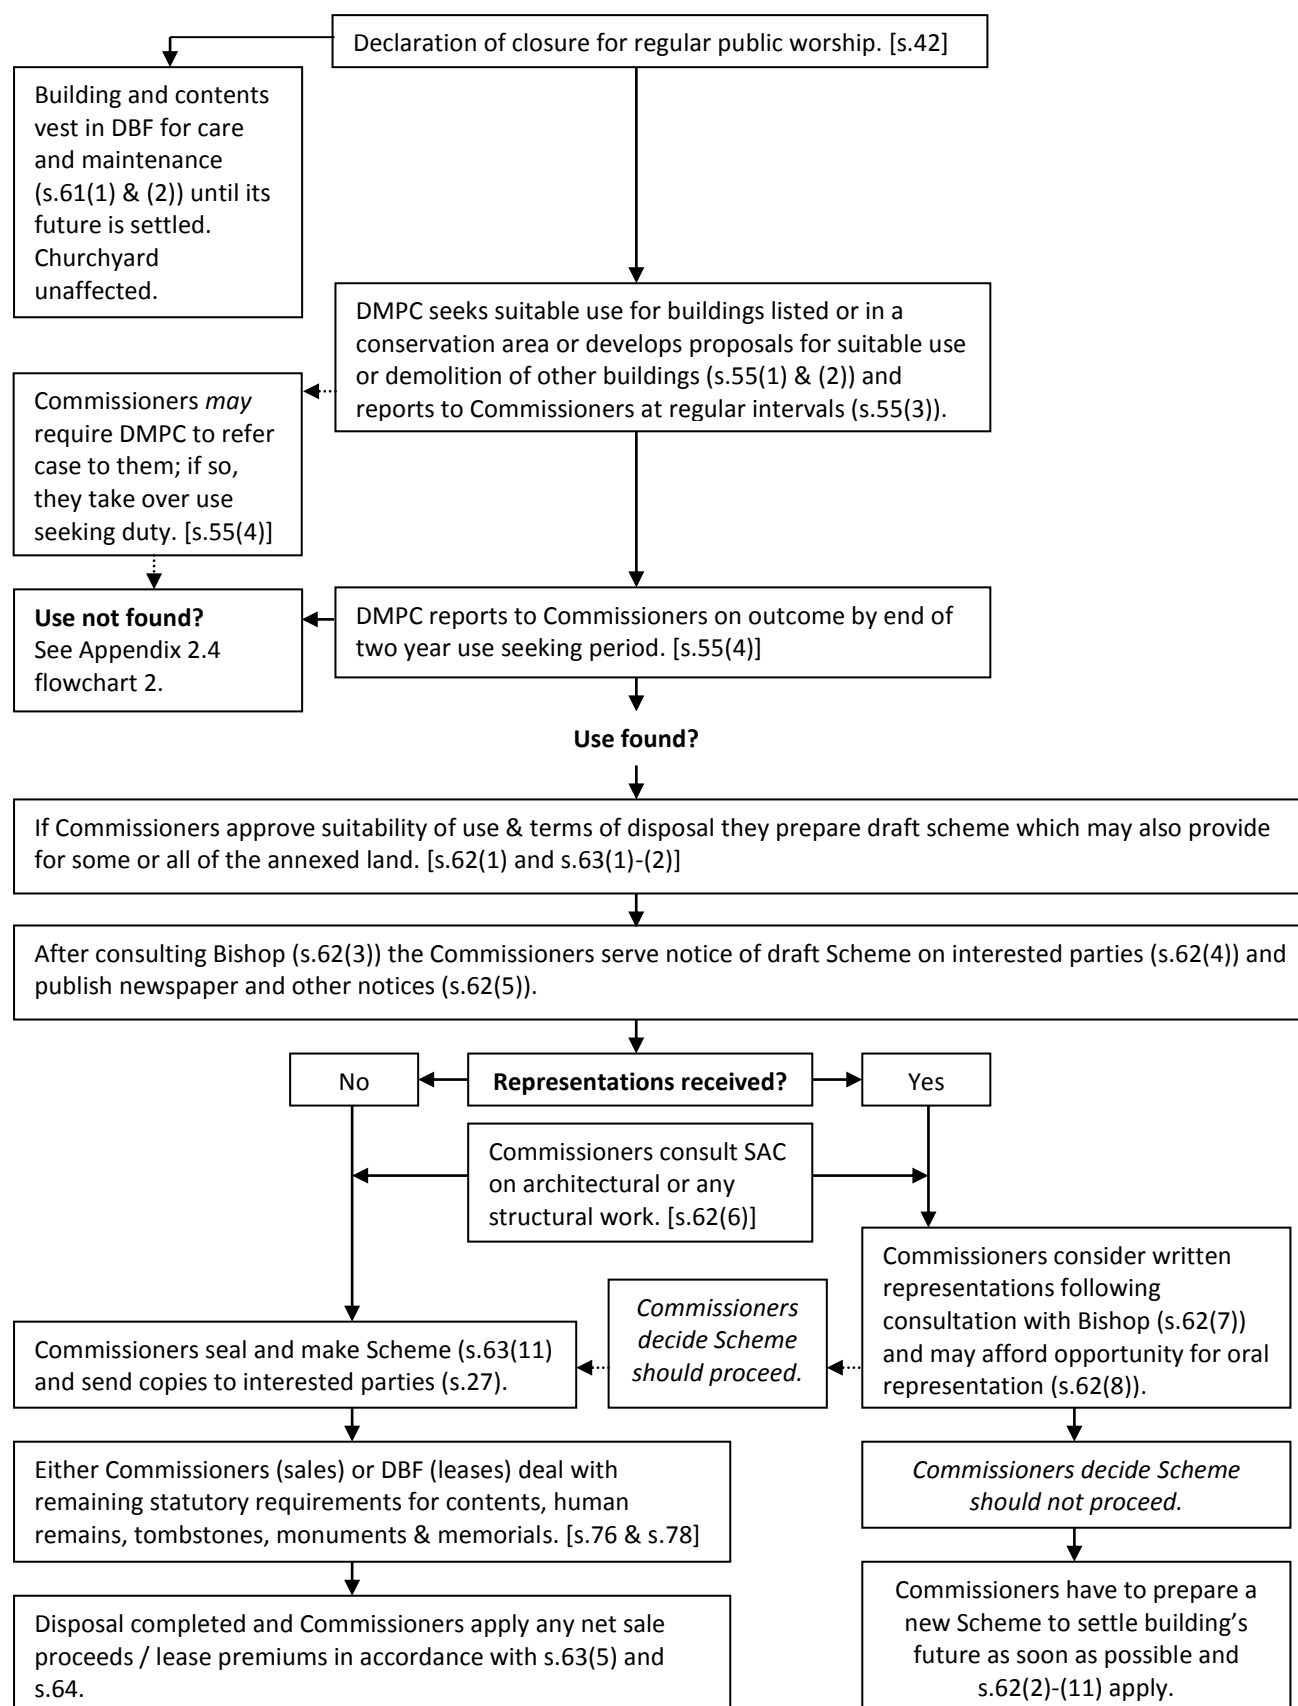 Declaration of closure for regular public worship. [s.42]
Building and contents
vest in DBF for care
and maintenance
(s.61(1) & (2)) until its
future is settled.
Churchyard
unaffected.
DMPC seeks suitable use for buildings listed or in a
conservation area or develops proposals for suitable use
or demolition of other buildings (s.55(1) & (2)) and
reports to Commissioners at regular intervals (s.55(3)).
Commissioners may
require DMPC to refer
case to them; if so,
they take over use
seeking duty. [s.55(4)]
Use not found?
See Appendix 2.4
flowchart 2.
DMPC reports to Commissioners on outcome by end of
two year use seeking period. [s.55(4)]
Use found?
If Commissioners approve suitability of use & terms of disposal they prepare draft scheme which may also provide
for some or all of the annexed land. [s.62(1) and s.63(1)-(2)]
After consulting Bishop (s.62(3)) the Commissioners serve notice of draft Scheme on interested parties (s.62(4)) and
publish newspaper and other notices (s.62(5)).
No
Representations received?
Yes
Commissioners consult SAC
on architectural or any
structural work. [s.62(6)]
Commissioners consider written
representations following
consultation with Bishop (s.62(7))
and may afford opportunity for oral
representation (s.62(8)).
Commissioners
decide Scheme
should proceed.
Commissioners seal and make Scheme (s.63(11)
and send copies to interested parties (s.27).
Either Commissioners (sales) or DBF (leases) deal with
remaining statutory requirements for contents, human
remains, tombstones, monuments & memorials. [s.76 & s.78]
Commissioners decide Scheme
should not proceed.
Disposal completed and Commissioners apply any net sale
proceeds / lease premiums in accordance with s.63(5) and
s.64.
Commissioners have to prepare a
new Scheme to settle building’s
future as soon as possible and
s.62(2)-(11) apply.